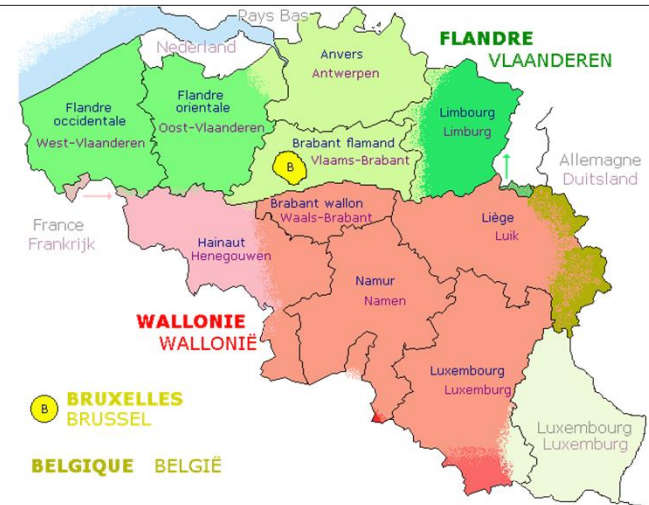 Pays Bas
Nederland
FLANDRE
VLAANDEREN
Anvers
Antwerpen
Flandre
occidentale
West-Vlaanderen
Flandre
orientale
Oost-Vlaanderen
Limbourg
Limburg
Brabant flamand
Vlaams-Brabant
B
Allemagne
Duitsland
France
Frankrijk
Brabant wallon
Waals-Brabant
Hainaut
Henegouwen
Liège
Luik
Namur
Namen
WALLONIE
WALLONIË
Luxembourg
Luxemburg
B
BRUXELLES
BRUSSEL
Luxembourg
Luxemburg
BELGIQUE BELGIË